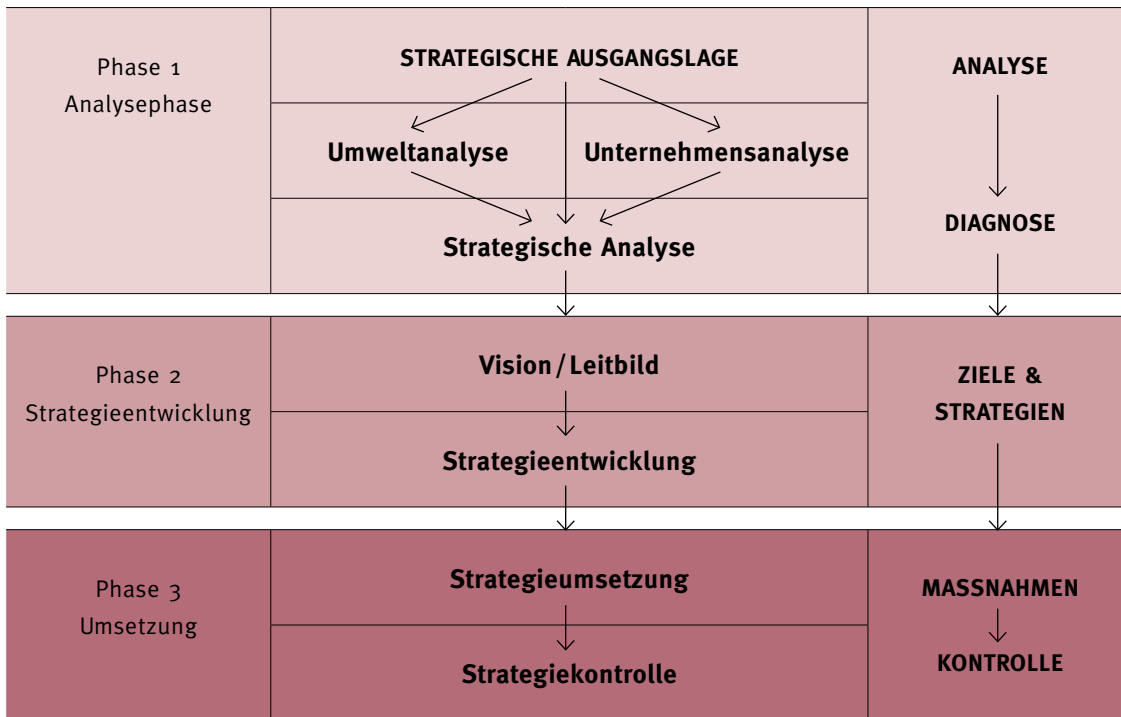 Phase 1
Analysephase
STRATEGISCHE AUSGANGSLAGE
Umweltanalyse
Unternehmensanalyse
Strategische Analyse
ANALYSE
DIAGNOSE
Phase 2
Strategieentwicklung
Vision / Leitbild
Strategieentwicklung
ZIELE &
STRATEGIEN
Phase 3
Umsetzung
Strategieumsetzung
Strategiekontrolle
MASSNAHMEN
KONTROLLE